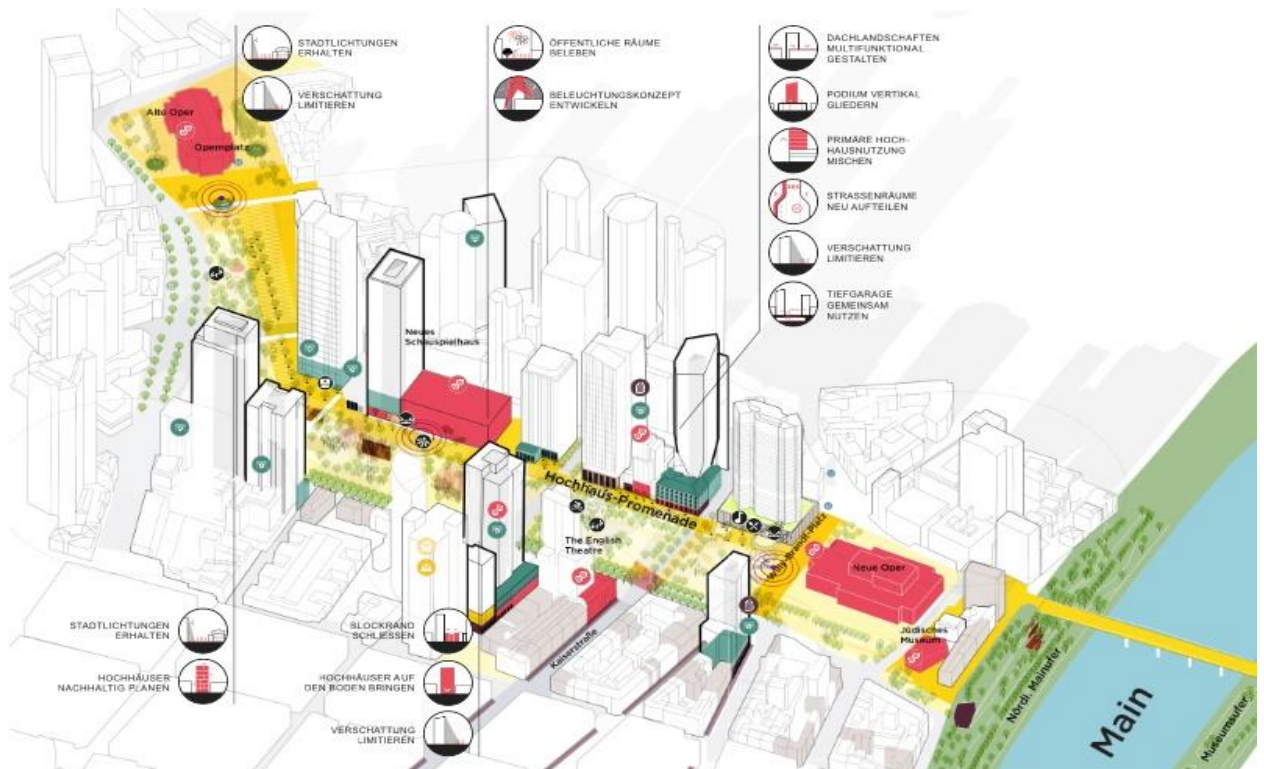 STADTLICHTUNGEN
ERHALTEN
VERSCHATTUNG
LIMITIEREN
ÖFFENTLICHE RÄUME
BELEBEN
BELEUCHTUNGSKONZEPT
ENTWICKELN
DACHLANDSCHAFTEN
MULTIFUNKTIONAL
GESTALTEN
PODIUM VERTIKAL
GLIEDERN
PRIMÄRE HOCH-
HAUSNUTZUNG
MISCHEN
STRASSENRÄUME
NEU AUFTEILEN
VERSCHATTUNG
LIMITIEREN
TIEFGARAGE
GEMEINSAM
NUTZEN
Alte Oper
Opernplatz
Neues
Schauspielhaus
Hochhaus-Promenade
The English
Theatre
Willy-Brandt-Platz
Neue Oper
Jüdisches
Museum
Kaiserstraße
Nördl. Mainufer
Main
Museumsufer
STADTLICHTUNGEN
ERHALTEN
HOCHHÄUSER
NACHHALTIG PLANEN
BLOCKRAND
SCHLIESSEN
HOCHHÄUSER AUF
DEN BODEN BRINGEN
VERSCHATTUNG
LIMITIEREN